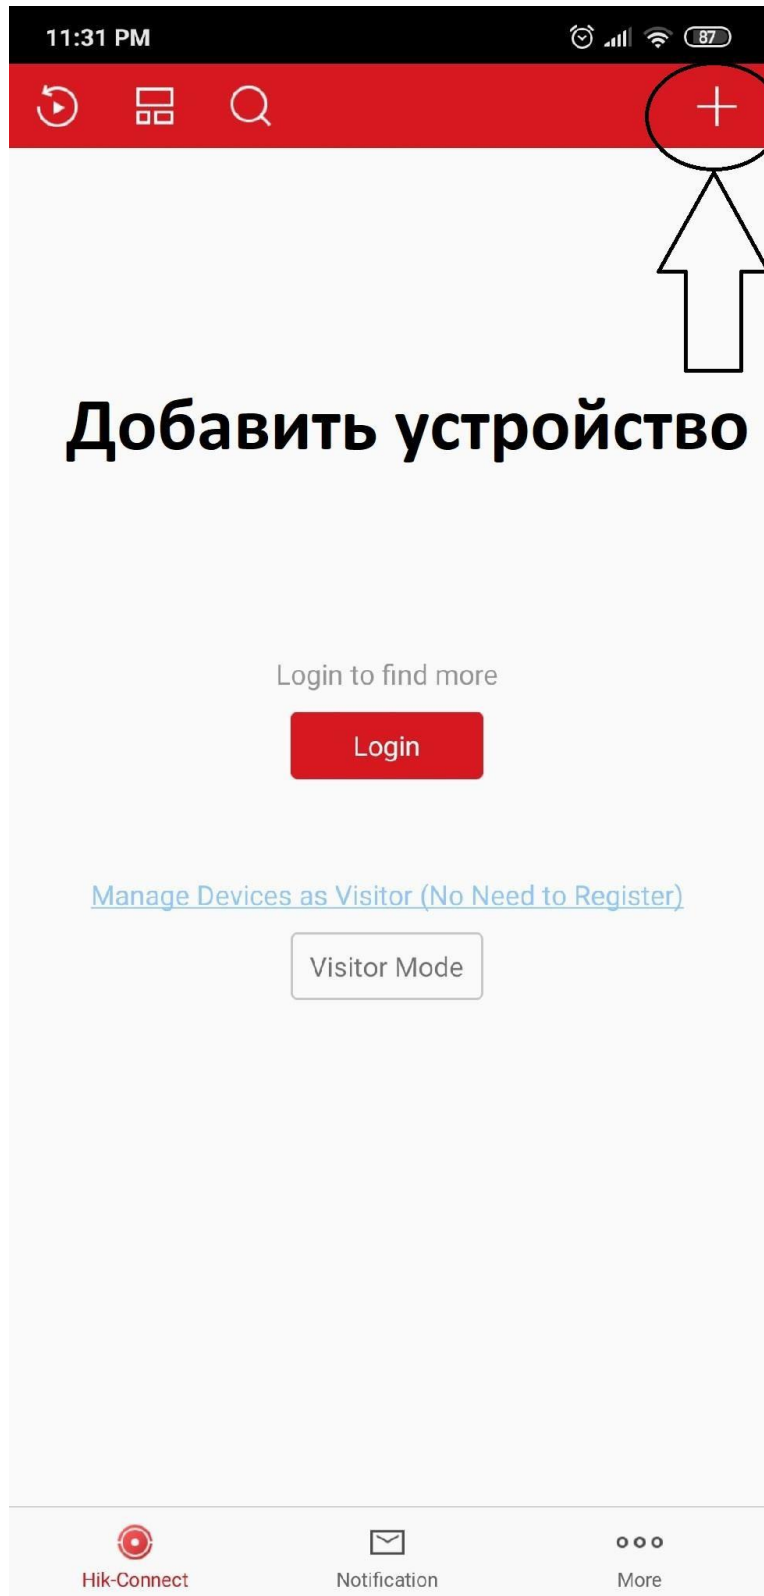 11:31 PM
87
Добавить устройство
Login to find more
Login
Manage Devices as Visitor (No Need to Register)
Visitor Mode
Hik-Connect
Notification
More